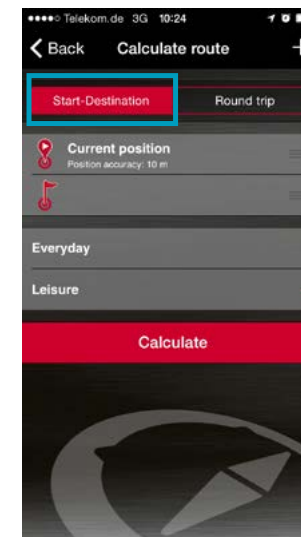 Telekom.de 3G 10:24
Back Calculate route +
Start-Destination Round trip
Current position
Position accuracy: 10 m
Everyday
Leisure
Calculate